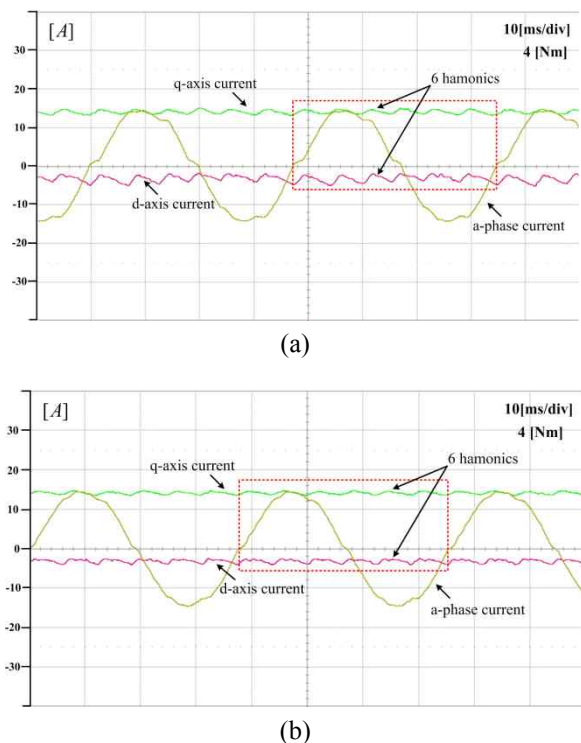 [A]
10[ms/div]
4 [Nm]
40
30
20
10
0
-10
-20
-30
q-axis current
6 hamonics
d-axis current
a-phase current
(a)
[A]
10[ms/div]
4 [Nm]
40
30
20
10
0
-10
-20
-30
q-axis current
6 hamonics
d-axis current
a-phase current
(b)